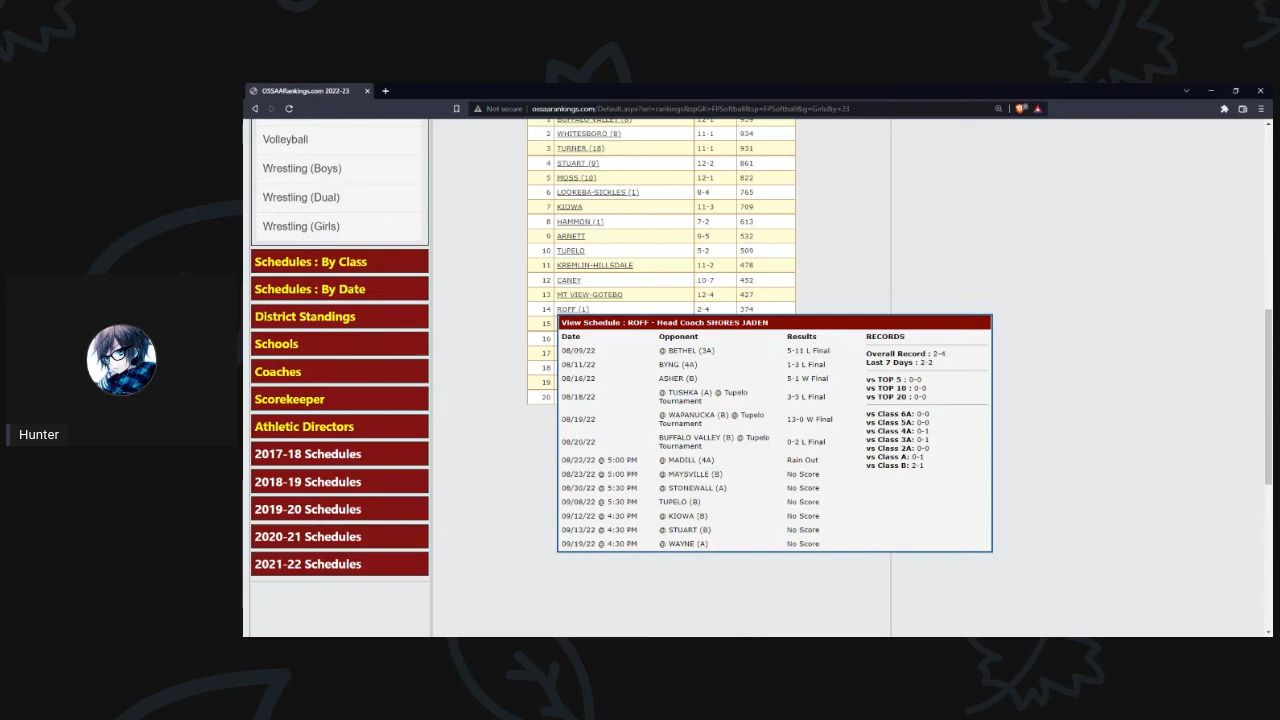 OSSAARankings.com 2022-23
Not secure ossaarankings.com/Default.aspx?sel=rankings&spGK=FPSoftball&sp=FPSoftball&g=Girls&y=23
Volleyball
Wrestling (Boys)
Wrestling (Dual)
Wrestling (Girls)
Schedules : By Class
Schedules : By Date
District Standings
Schools
Coaches
Scorekeeper
Athletic Directors
2017-18 Schedules
2018-19 Schedules
2019-20 Schedules
2020-21 Schedules
2021-22 Schedules
1 BUFFALO VALLEY 12-1 939
2 WHITESBORO (8) 11-1 934
3 TURNER (18) 11-1 931
4 STUART (9) 12-2 861
5 MOSS (10) 12-1 822
6 LOOKEBA-SICKLES (1) 8-4 765
7 KIOWA 11-3 709
8 HAMMON (1) 7-2 613
9 ARNETT 9-5 532
10 TUPELO 5-2 509
11 KREMLIN-HILLSDALE 11-2 478
12 CANEY 10-7 452
13 MT VIEW-GOTEBO 12-4 427
14 ROFF (1) 2-4 374
15
16
17
18
19
20
View Schedule : ROFF - Head Coach SHORES JADEN
Date Opponent Results
08/09/22 @ BETHEL (3A) 5-11 L Final
08/11/22 BYNG (4A) 1-3 L Final
08/16/22 ASHER (B) 5-1 W Final
08/18/22 @ TUSHKA (A) @ Tupelo Tournament 3-5 L Final
08/19/22 @ WAPANUCKA (B) @ Tupelo Tournament 13-0 W Final
08/20/22 BUFFALO VALLEY (B) @ Tupelo Tournament 0-2 L Final
08/22/22 @ 5:00 PM @ MADILL (4A) Rain Out
08/23/22 @ 5:00 PM @ MAYSVILLE (B) No Score
08/30/22 @ 5:30 PM @ STONEWALL (A) No Score
09/08/22 @ 5:30 PM TUPELO (B) No Score
09/12/22 @ 4:30 PM @ KIOWA (B) No Score
09/13/22 @ 4:30 PM @ STUART (B) No Score
09/19/22 @ 4:30 PM @ WAYNE (A) No Score
RECORDS
Overall Record : 2-4
Last 7 Days : 2-2
vs TOP 5 : 0-0
vs TOP 10 : 0-0
vs TOP 20 : 0-0
vs Class 6A: 0-0
vs Class 5A: 0-0
vs Class 4A: 0-1
vs Class 3A: 0-1
vs Class 2A: 0-0
vs Class A: 0-1
vs Class B: 2-1
Hunter